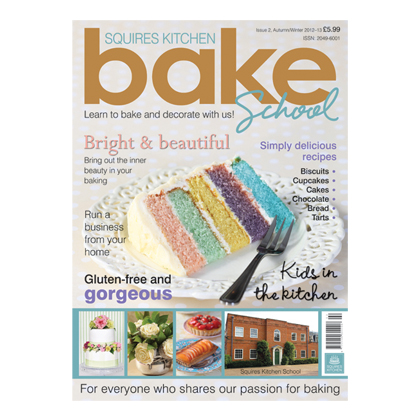 SQUIRES KITCHEN
Issue 2, Autumn/Winter 2012-13 £5.99
ISSN: 2049-6001
bake
School
Learn to bake and decorate with us!
Bright & beautiful
Bring out the inner
beauty in your
baking
Simply delicious
recipes
Biscuits •
Cupcakes •
Cakes •
Chocolate •
Bread •
Tarts
Run a
business
from your
home
Gluten-free and
gorgeous
Kids in
the kitchen
Squires Kitchen School
For everyone who shares our passion for baking